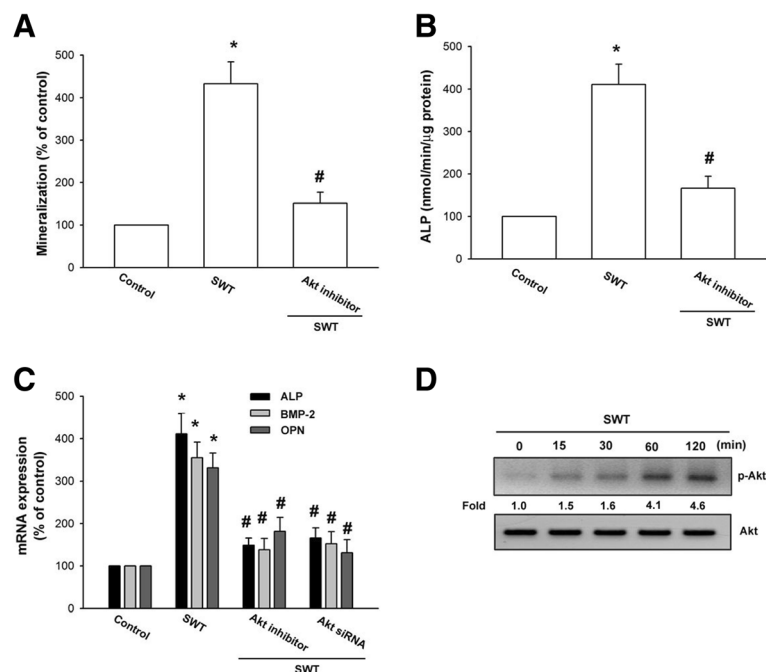 A
Mineralization (% of control)
500
400
300
200
100
0
Control
SWT
Akt inhibitor
SWT
*
#
B
ALP (nmol/min/μg protein)
500
400
300
200
100
0
Control
SWT
Akt inhibitor
SWT
*
#
C
mRNA expression
(% of control)
500
400
300
200
100
0
ALP
BMP-2
OPN
* * *
# # #
# # #
Control
SWT
Akt inhibitor
Akt siRNA
SWT
D
SWT
0 15 30 60 120 (min)
p-Akt
Fold 1.0 1.5 1.6 4.1 4.6
Akt